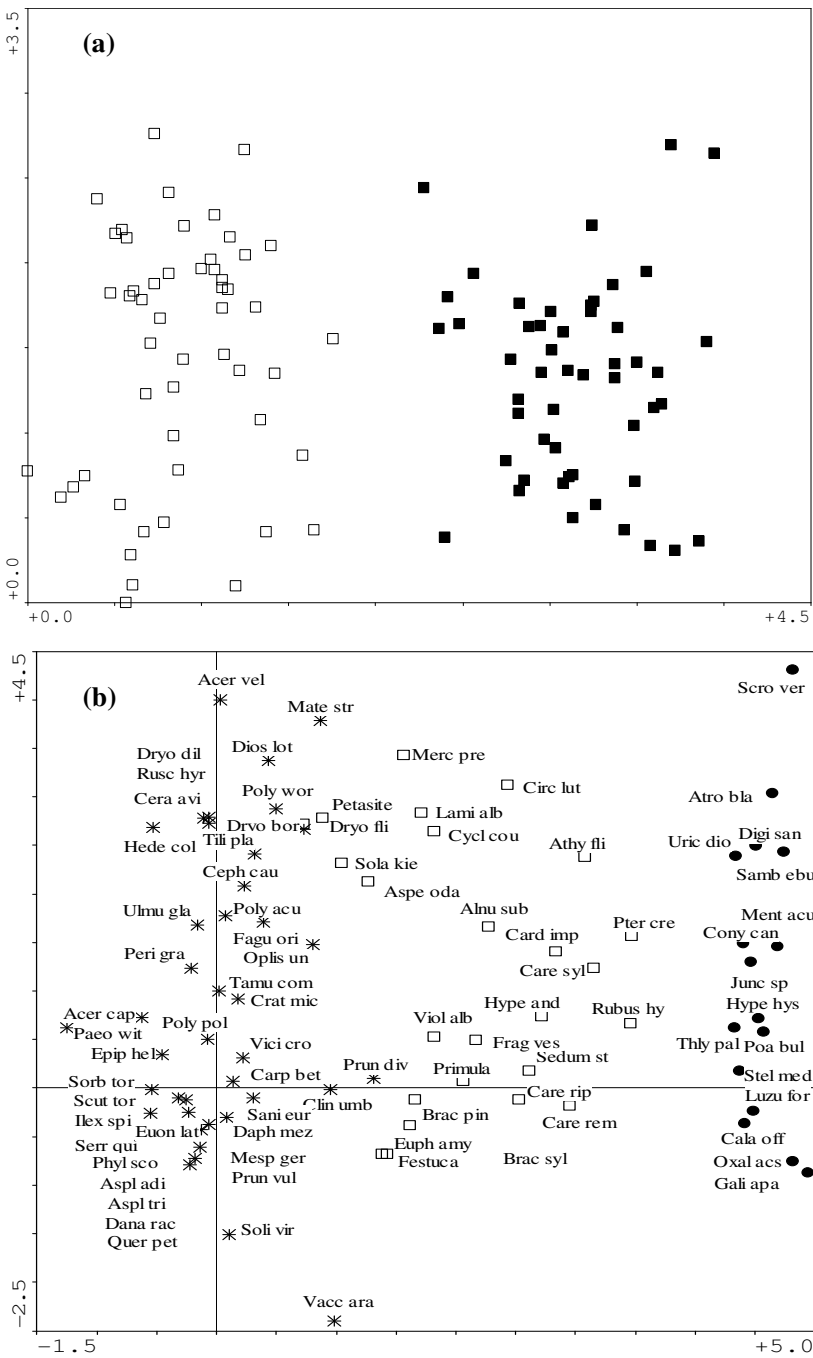 +3.5
(a)
+0.0
+0.0
+4.5
+4.5
(b)
Acer vel
Scro ver
Mate str
Dryo dil
Dios lot
Merc pre
Rusc hyr
Circ lut
Cera avi
Poly wor
Petasite
Lami alb
Atro bla
Hede col
Tili pla
Drvo bor
Dryo fli
Cycl cou
Athy fli
Uric dio
Digi san
Ceph cau
Sola kie
Aspe oda
Samb ebu
Ulmu gla
Poly acu
Alnu sub
Pter cre
Ment acu
Fagu ori
Card imp
Cony can
Peri gra
Oplis un
Care syl
Tamu com
Junc sp
Acer cap
Crat mic
Hype and
Rubus hy
Hype hys
Paeo wit
Poly pol
Viol alb
Thly pal
Poa bul
Epip hel
Vici cro
Frag ves
Sedum st
Sorb tor
Carp bet
Prun div
Primula
Stel med
Scut tor
Clin umb
Care rip
Luzu for
Ilex spi
Sani eur
Brac pin
Care rem
Euon lat
Daph mez
Cala off
Serr qui
Euph amy
Phyl sco
Mesp ger
Festuca
Brac syl
Oxal acs
Aspl adi
Prun vul
Gali apa
Aspl tri
Dana rac
Soli vir
Quer pet
Vacc ara
-2.5
-1.5
+5.0